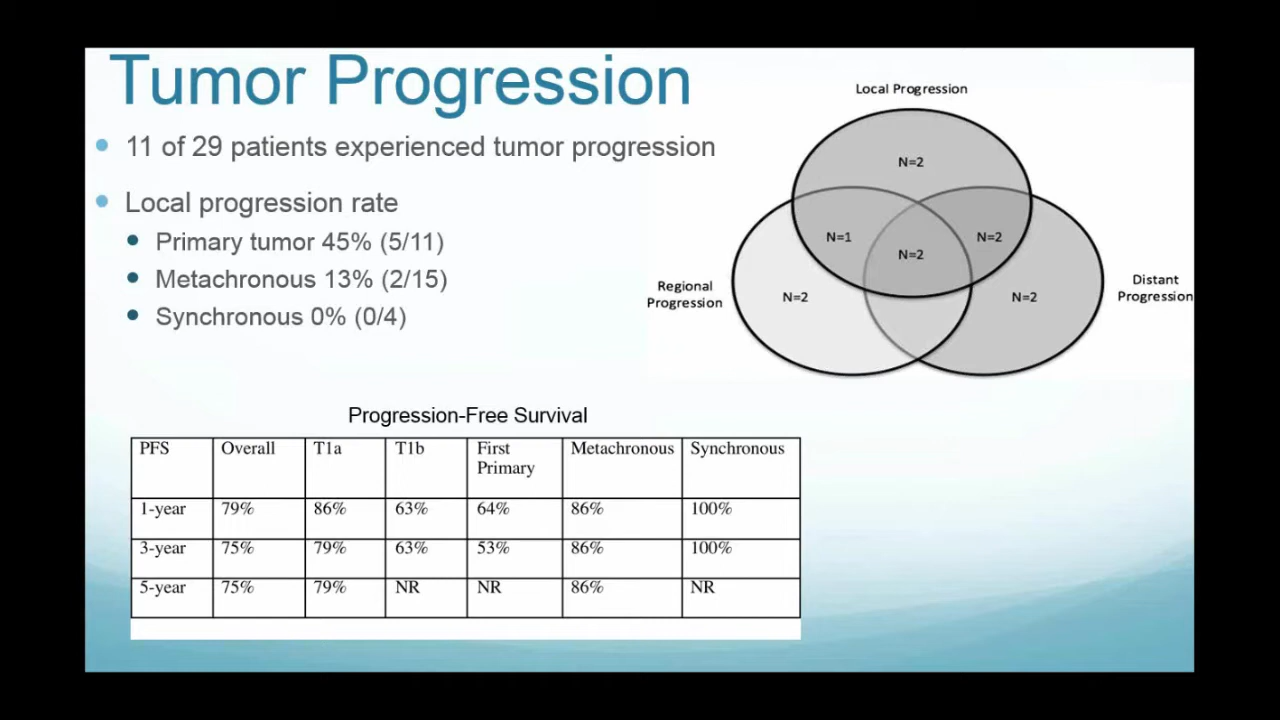 Tumor Progression
11 of 29 patients experienced tumor progression
Local progression rate
Primary tumor 45% (5/11)
Metachronous 13% (2/15)
Synchronous 0% (0/4)
Local Progression
N=2
N=1
N=2
N=2
Regional
Progression
N=2
N=2
Distant
Progression
Progression-Free Survival
PFS Overall T1a T1b First Metachronous Synchronous
Primary
1-year 79% 86% 63% 64% 86% 100%
3-year 75% 79% 63% 53% 86% 100%
5-year 75% 79% NR NR 86% NR